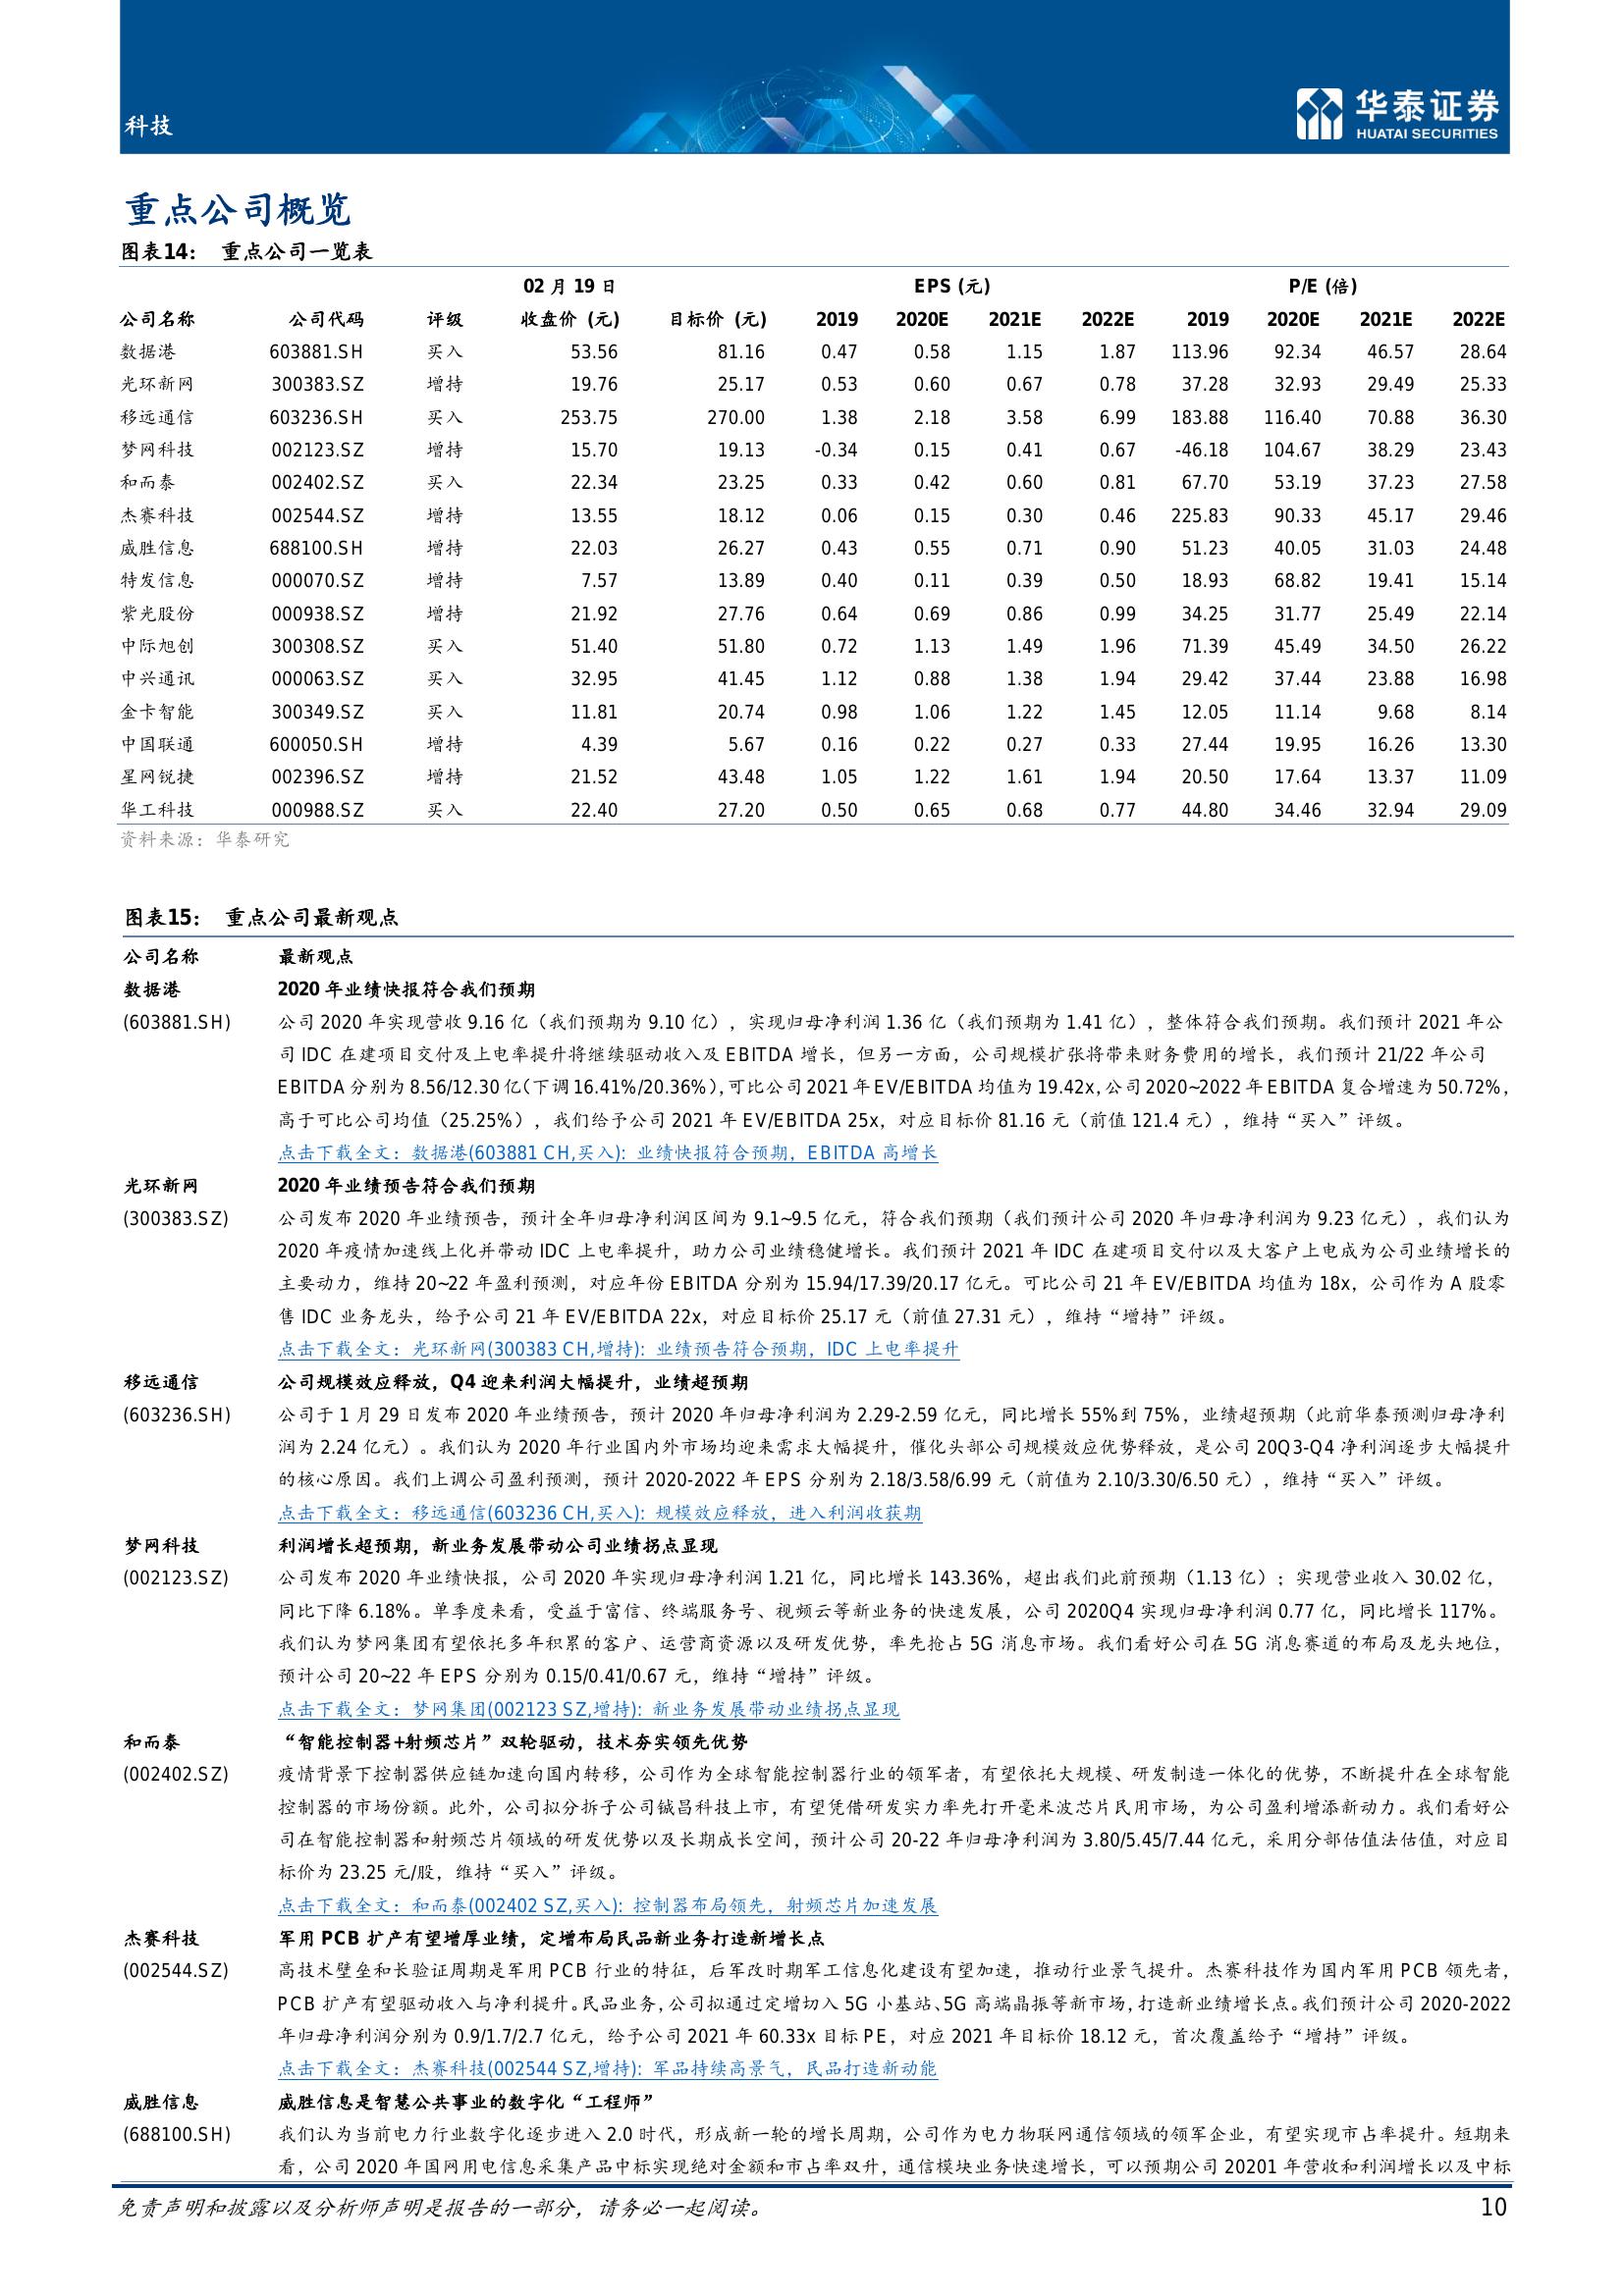 科技
华泰证券
HUATAI SECURITIES
重点公司概览
图表14： 重点公司一览表
02 月 19 日 EPS (元) P/E (倍)
公司名称 公司代码 评级 收盘价 (元) 目标价 (元) 2019 2020E 2021E 2022E 2019 2020E 2021E 2022E
数据港 603881.SH 买入 53.56 81.16 0.47 0.58 1.15 1.87 113.96 92.34 46.57 28.64
光环新网 300383.SZ 增持 19.76 25.17 0.53 0.60 0.67 0.78 37.28 32.93 29.49 25.33
移远通信 603236.SH 买入 253.75 270.00 1.38 2.18 3.58 6.99 183.88 116.40 70.88 36.30
梦网科技 002123.SZ 增持 15.70 19.13 -0.34 0.15 0.41 0.67 -46.18 104.67 38.29 23.43
和而泰 002402.SZ 买入 22.34 23.25 0.33 0.42 0.60 0.81 67.70 53.19 37.23 27.58
杰赛科技 002544.SZ 增持 13.55 18.12 0.06 0.15 0.30 0.46 225.83 90.33 45.17 29.46
威胜信息 688100.SH 增持 22.03 26.27 0.43 0.55 0.71 0.90 51.23 40.05 31.03 24.48
特发信息 000070.SZ 增持 7.57 13.89 0.40 0.11 0.39 0.50 18.93 68.82 19.41 15.14
紫光股份 000938.SZ 增持 21.92 27.76 0.64 0.69 0.86 0.99 34.25 31.77 25.49 22.14
中际旭创 300308.SZ 买入 51.40 51.80 0.72 1.13 1.49 1.96 71.39 45.49 34.50 26.22
中兴通讯 000063.SZ 买入 32.95 41.45 1.12 0.88 1.38 1.94 29.42 37.44 23.88 16.98
金卡智能 300349.SZ 买入 11.81 20.74 0.98 1.06 1.22 1.45 12.05 11.14 9.68 8.14
中国联通 600050.SH 增持 4.39 5.67 0.16 0.22 0.27 0.33 27.44 19.95 16.26 13.30
星网锐捷 002396.SZ 增持 21.52 43.48 1.05 1.22 1.61 1.94 20.50 17.64 13.37 11.09
华工科技 000988.SZ 买入 22.40 27.20 0.50 0.65 0.68 0.77 44.80 34.46 32.94 29.09
资料来源：华泰研究
图表15： 重点公司最新观点
公司名称 最新观点
数据港 2020 年业绩快报符合我们预期
(603881.SH) 公司 2020 年实现营收 9.16 亿（我们预期为 9.10 亿），实现归母净利润 1.36 亿（我们预期为 1.41 亿），整体符合我们预期。我们预计 2021 年公
司 IDC 在建项目交付及上电率提升将继续驱动收入及 EBITDA 增长，但另一方面，公司规模扩张将带来财务费用的增长，我们预计 21/22 年公司
EBITDA 分别为 8.56/12.30 亿(下调 16.41%/20.36%），可比公司 2021 年 EV/EBITDA 均值为 19.42x，公司 2020~2022 年 EBITDA 复合增速为 50.72%，
高于可比公司均值（25.25%），我们给予公司 2021 年 EV/EBITDA 25x，对应目标价 81.16 元（前值 121.4 元），维持“买入”评级。
点击下载全文：数据港(603881 CH,买入): 业绩快报符合预期，EBITDA 高增长
光环新网 2020 年业绩预告符合我们预期
(300383.SZ) 公司发布 2020 年业绩预告，预计全年归母净利润区间为 9.1~9.5 亿元，符合我们预期（我们预计公司 2020 年归母净利润为 9.23 亿元），我们认为
2020 年疫情加速线上化并带动 IDC 上电率提升，助力公司业绩稳健增长。我们预计 2021 年 IDC 在建项目交付以及大客户上电成为公司业绩增长的
主要动力，维持 20~22 年盈利预测，对应年份 EBITDA 分别为 15.94/17.39/20.17 亿元。可比公司 21 年 EV/EBITDA 均值为 18x，公司作为 A 股零
售 IDC 业务龙头，给予公司 21 年 EV/EBITDA 22x，对应目标价 25.17 元（前值 27.31 元），维持“增持”评级。
点击下载全文：光环新网(300383 CH,增持): 业绩预告符合预期，IDC 上电率提升
移远通信 公司规模效应释放，Q4 迎来利润大幅提升，业绩超预期
(603236.SH) 公司于 1 月 29 日发布 2020 年业绩预告，预计 2020 年归母净利润为 2.29-2.59 亿元，同比增长 55%到 75%，业绩超预期（此前华泰预测归母净利
润为 2.24 亿元）。我们认为 2020 年行业国内外市场均迎来需求大幅提升，催化头部公司规模效应优势释放，是公司 20Q3-Q4 净利润逐步大幅提升
的核心原因。我们上调公司盈利预测，预计 2020-2022 年 EPS 分别为 2.18/3.58/6.99 元（前值为 2.10/3.30/6.50 元），维持“买入”评级。
点击下载全文：移远通信(603236 CH,买入): 规模效应释放，进入利润收获期
梦网科技 利润增长超预期，新业务发展带动公司业绩拐点显现
(002123.SZ) 公司发布 2020 年业绩快报，公司 2020 年实现归母净利润 1.21 亿，同比增长 143.36%，超出我们此前预期（1.13 亿）；实现营业收入 30.02 亿，
同比下降 6.18%。单季度来看，受益于富信、终端服务号、视频云等新业务的快速发展，公司 2020Q4 实现归母净利润 0.77 亿，同比增长 117%。
我们认为梦网集团有望依托多年积累的客户、运营商资源以及研发优势，率先抢占 5G 消息市场。我们看好公司在 5G 消息赛道的布局及龙头地位，
预计公司 20~22 年 EPS 分别为 0.15/0.41/0.67 元，维持“增持”评级。
点击下载全文：梦网集团(002123 SZ,增持): 新业务发展带动业绩拐点显现
和而泰 “智能控制器+射频芯片”双轮驱动，技术夯实领先优势
(002402.SZ) 疫情背景下控制器供应链加速向国内转移，公司作为全球智能控制器行业的领军者，有望依托大规模、研发制造一体化的优势，不断提升在全球智能
控制器的市场份额。此外，公司拟分拆子公司铖昌科技上市，有望凭借研发实力率先打开毫米波芯片民用市场，为公司盈利增添新动力。我们看好公
司在智能控制器和射频芯片领域的研发优势以及长期成长空间，预计公司 20-22 年归母净利润为 3.80/5.45/7.44 亿元，采用分部估值法估值，对应目
标价为 23.25 元/股，维持“买入”评级。
点击下载全文：和而泰(002402 SZ,买入): 控制器布局领先，射频芯片加速发展
杰赛科技 军用 PCB 扩产有望增厚业绩，定增布局民品新业务打造新增长点
(002544.SZ) 高技术壁垒和长验证周期是军用 PCB 行业的特征，后军改时期军工信息化建设有望加速，推动行业景气提升。杰赛科技作为国内军用 PCB 领先者，
PCB 扩产有望驱动收入与净利提升。民品业务，公司拟通过定增切入 5G 小基站、5G 高端晶振等新市场，打造新业绩增长点。我们预计公司 2020-2022
年归母净利润分别为 0.9/1.7/2.7 亿元，给予公司 2021 年 60.33x 目标 PE，对应 2021 年目标价 18.12 元，首次覆盖给予“增持”评级。
点击下载全文：杰赛科技(002544 SZ,增持): 军品持续高景气，民品打造新动能
威胜信息 威胜信息是智慧公共事业的数字化“工程师”
(688100.SH) 我们认为当前电力行业数字化逐步进入 2.0 时代，形成新一轮的增长周期，公司作为电力物联网通信领域的领军企业，有望实现市占率提升。短期来
看，公司 2020 年国网用电信息采集产品中标实现绝对金额和市占率双升，通信模块业务快速增长，可以预期公司 20201 年营收和利润增长以及中标
免责声明和披露以及分析师声明是报告的一部分，请务必一起阅读。 10